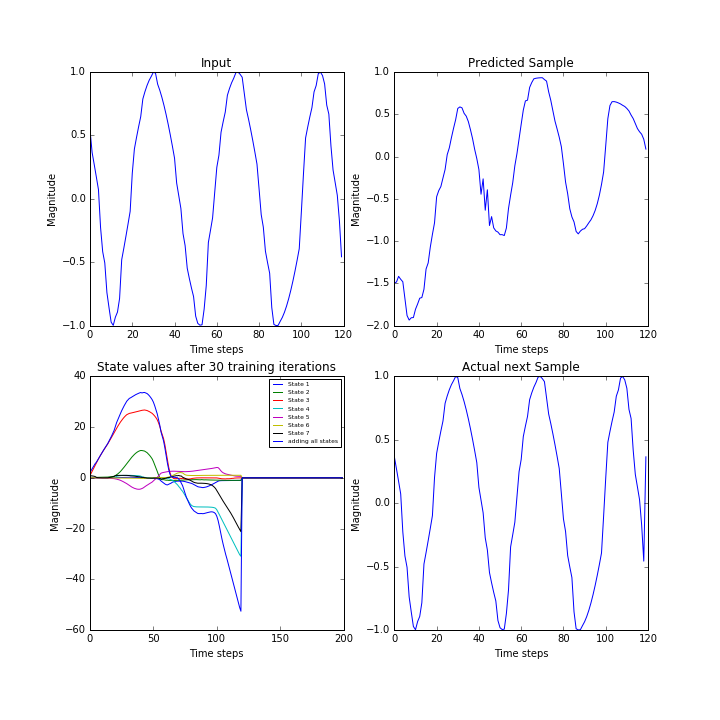 Input
Magnitude
1.0
0.5
0.0
−0.5
−1.0
0 20 40 60 80 100 120
Time steps
Predicted Sample
Magnitude
1.0
0.5
0.0
−0.5
−1.0
−1.5
−2.0
0 20 40 60 80 100 120
Time steps
State values after 30 training iterations
Magnitude
40
20
0
−20
−40
−60
0 50 100 150 200
Time steps
State 1
State 2
State 3
State 4
State 5
State 6
State 7
adding all states
Actual next Sample
Magnitude
1.0
0.5
0.0
−0.5
−1.0
0 20 40 60 80 100 120
Time steps